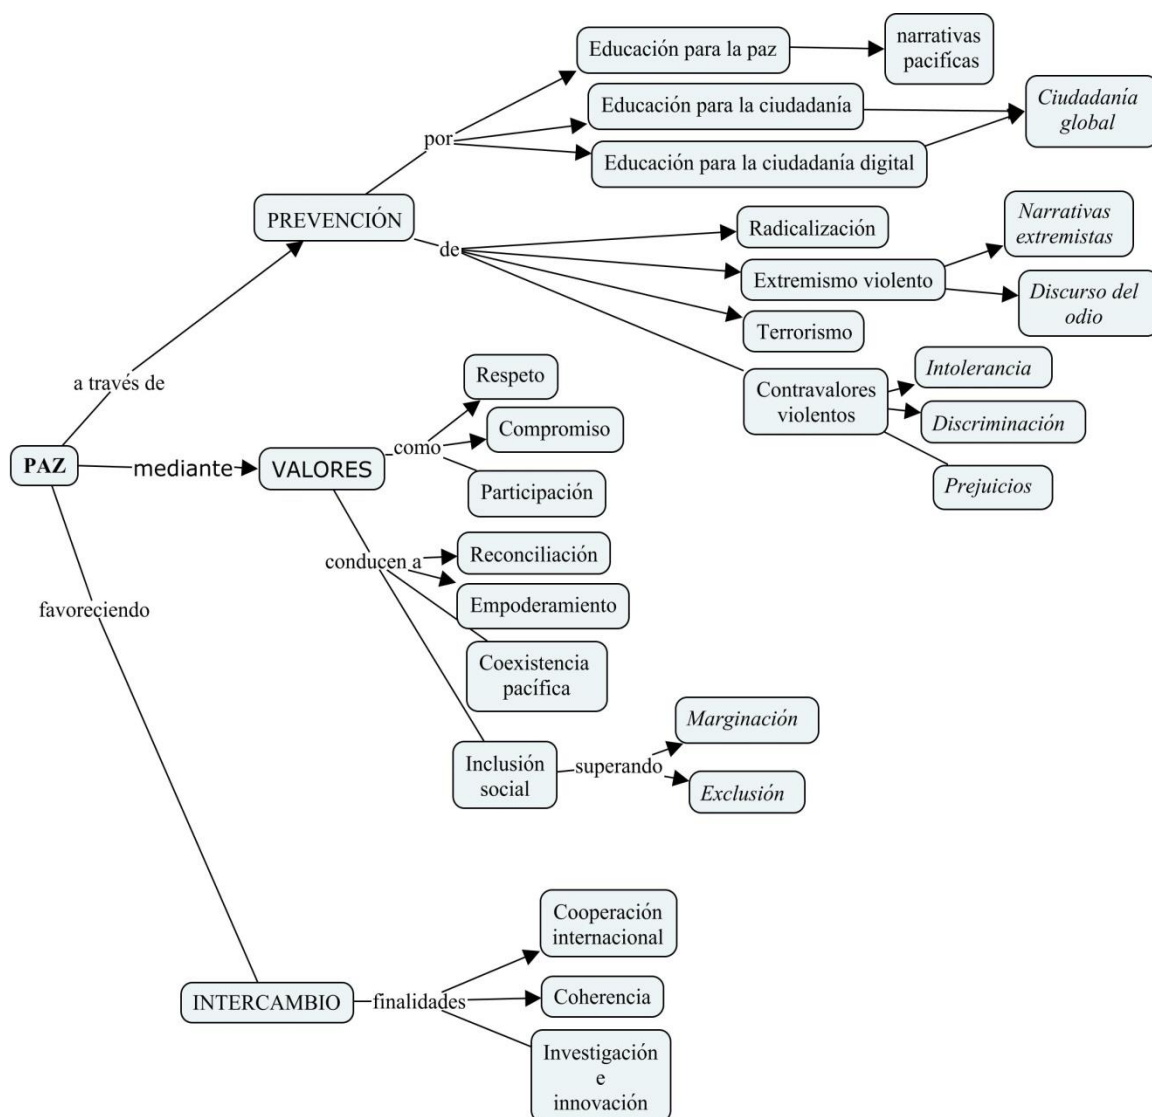 Educación para la paz
narrativas
pacifícas
Educación para la ciudadanía
Ciudadanía
global
por
Educación para la ciudadanía digital
PREVENCIÓN
Radicalización
Narrativas
extremistas
de
Extremismo violento
Discurso del
odio
Terrorismo
a través de
Contravalores
violentos
Intolerancia
Discriminación
Prejuicios
Respeto
como
Compromiso
PAZ
mediante
VALORES
Participación
conducen a
Reconciliación
Empoderamiento
favoreciendo
Coexistencia
pacífica
Inclusión
social
superando
Marginación
Exclusión
Cooperación
internacional
INTERCAMBIO
finalidades
Coherencia
Investigación
e
innovación